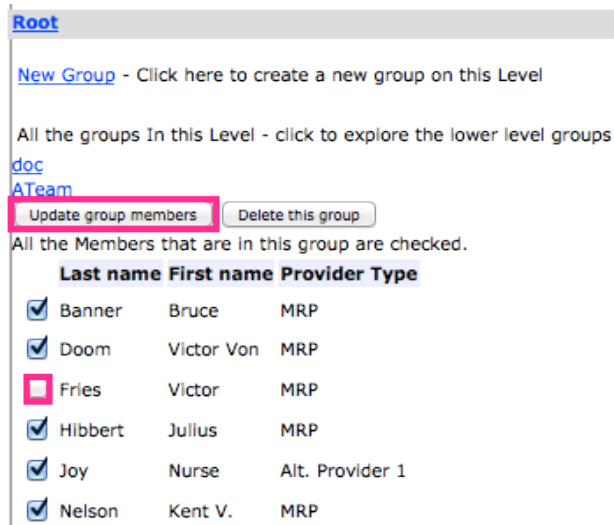 Root
New Group - Click here to create a new group on this Level
All the groups In this Level - click to explore the lower level groups
doc
ATeam
Update group members Delete this group
All the Members that are in this group are checked.
Last name First name Provider Type
Banner Bruce MRP
Doom Victor Von MRP
Fries Victor MRP
Hibbert Julius MRP
Joy Nurse Alt. Provider 1
Nelson Kent V. MRP